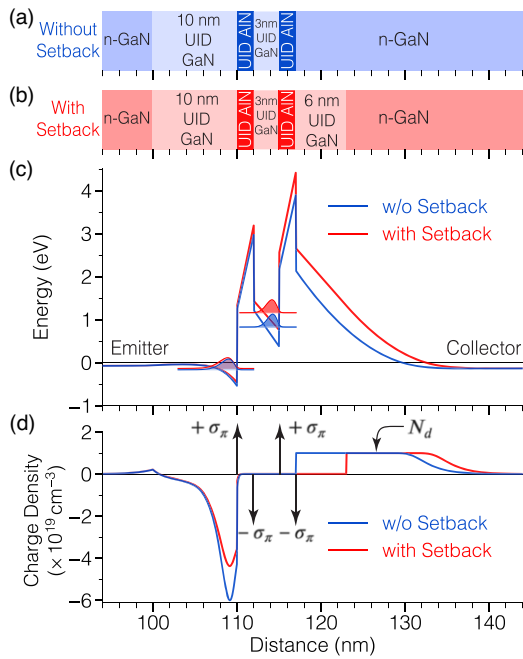 (a)
Without
Setback
n-GaN
10 nm
UID
GaN
UID AlN
3nm
UID
GaN
UID AlN
n-GaN
(b)
With
Setback
n-GaN
10 nm
UID
GaN
UID AlN
3nm
UID
GaN
UID AlN
6 nm
UID
GaN
n-GaN
(c)
Energy (eV)
4
3
2
1
0
−1
w/o Setback
with Setback
Emitter
Collector
(d)
Charge Density
(× 10¹⁹ cm⁻³)
2
0
-2
-4
-6
+ σπ
+ σπ
Nd
− σπ
− σπ
w/o Setback
with Setback
100
110
120
130
140
Distance (nm)